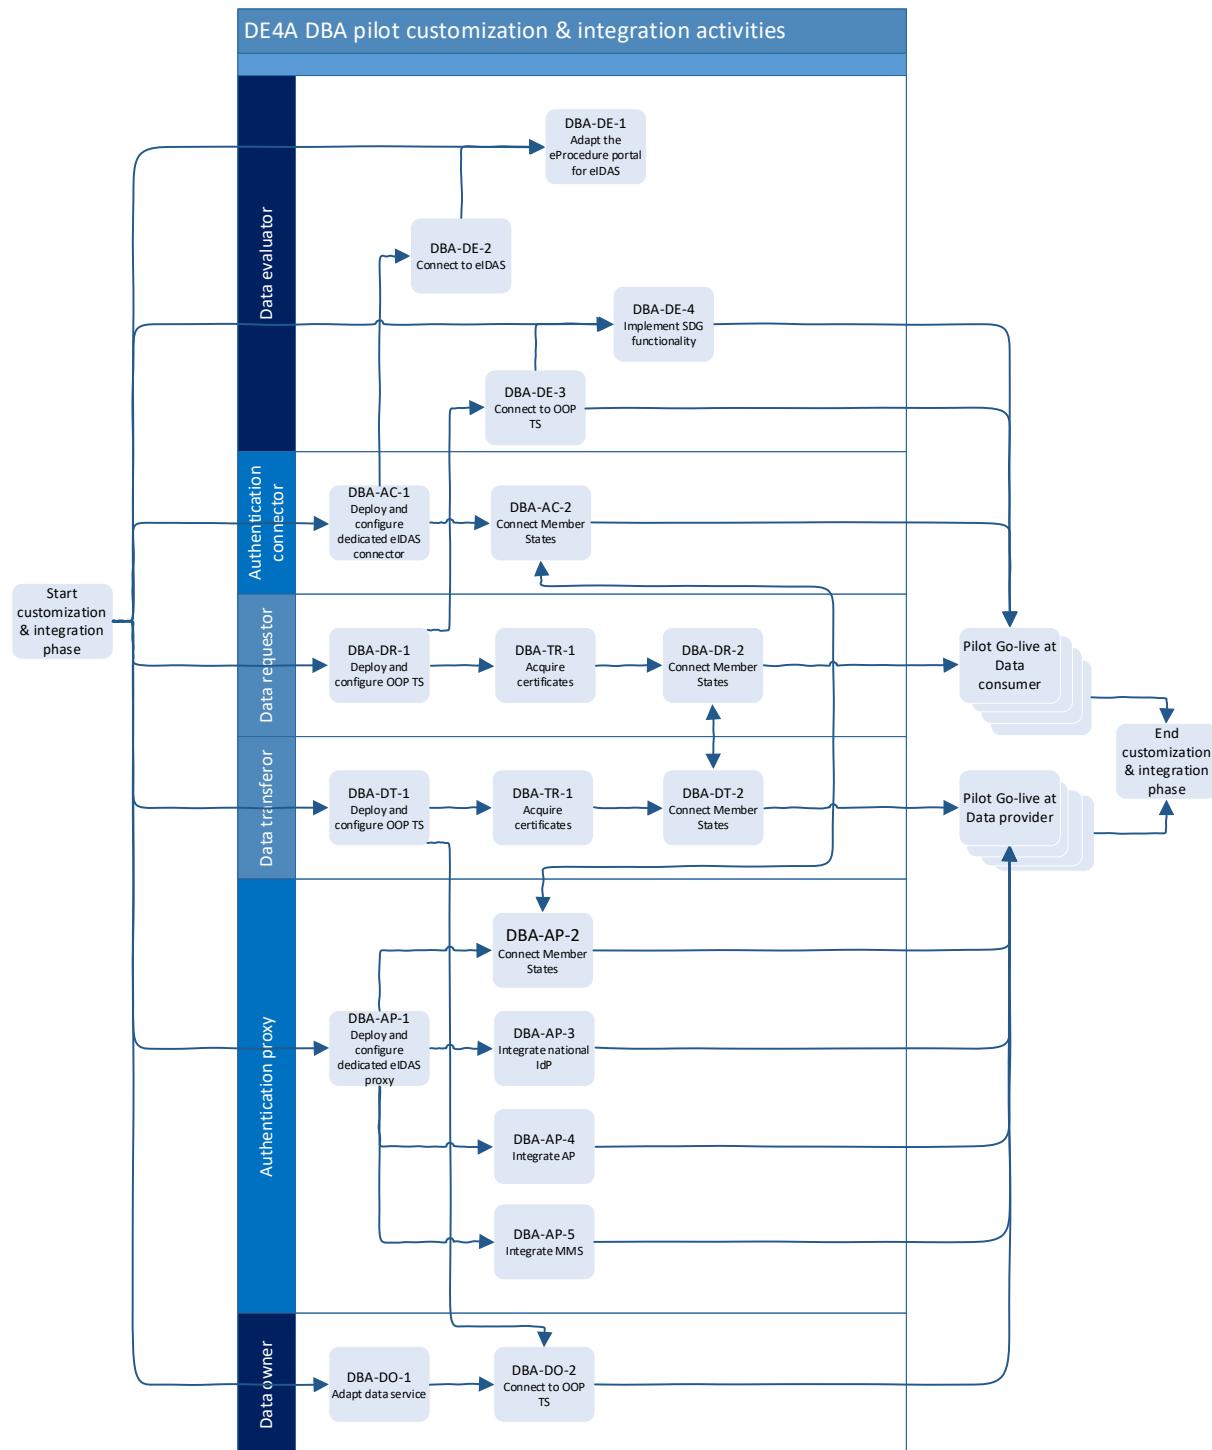 DE4A DBA pilot customization & integration activities
Data evaluator
DBA-DE-1
Adapt the
eProcedure portal
for eIDAS
DBA-DE-2
Connect to eIDAS
DBA-DE-4
Implement SDG
functionality
DBA-DE-3
Connect to OOP
TS
Authentication
connector
DBA-AC-1
Deploy and
configure
dedicated eIDAS
connector
DBA-AC-2
Connect Member
States
Start
customization
& integration
phase
Data requestor
DBA-DR-1
Deploy and
configure OOP TS
DBA-TR-1
Acquire
certificates
DBA-DR-2
Connect Member
States
Pilot Go-live at
Data
consumer
End
customization
& integration
phase
Data transferor
DBA-DT-1
Deploy and
configure OOP TS
DBA-TR-1
Acquire
certificates
DBA-DT-2
Connect Member
States
Pilot Go-live at
Data provider
Authentication proxy
DBA-AP-2
Connect Member
States
DBA-AP-1
Deploy and
configure
dedicated eIDAS
proxy
DBA-AP-3
Integrate national
IdP
DBA-AP-4
Integrate AP
DBA-AP-5
Integrate MMS
Data owner
DBA-DO-1
Adapt data service
DBA-DO-2
Connect to OOP
TS